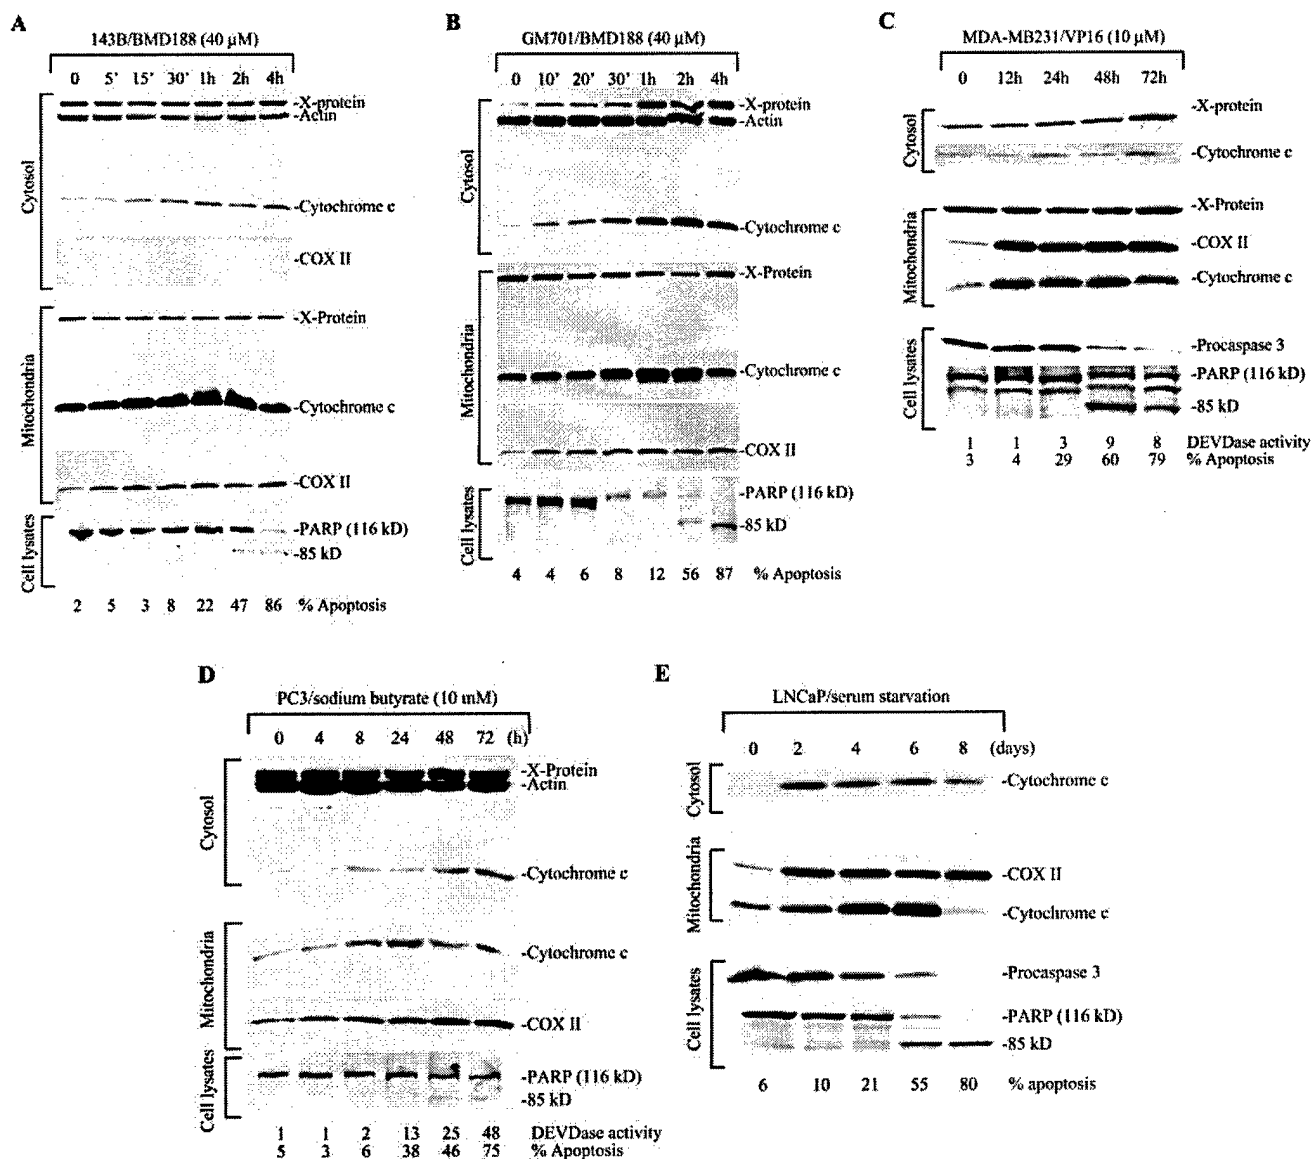 A
143B/BMD188 (40 μM)
0 5' 15' 30' 1h 2h 4h
Cytosol
-X-protein
-Actin
-Cytochrome c
-COX II
Mitochondria
-X-Protein
-Cytochrome c
-COX II
Cell lysates
-PARP (116 kD)
-85 kD
2 5 3 8 22 47 86 % Apoptosis
B
GM701/BMD188 (40 μM)
0 10' 20' 30' 1h 2h 4h
Cytosol
-X-protein
-Actin
-Cytochrome c
Mitochondria
-X-Protein
-Cytochrome c
-COX II
Cell lysates
-PARP (116 kD)
-85 kD
4 4 6 8 12 56 87 % Apoptosis
C
MDA-MB231/VP16 (10 μM)
0 12h 24h 48h 72h
Cytosol
-X-protein
-Cytochrome c
Mitochondria
-X-Protein
-COX II
-Cytochrome c
Cell lysates
-Procaspase 3
-PARP (116 kD)
-85 kD
1 1 3 9 8 DEVDase activity
3 4 29 60 79 % Apoptosis
D
PC3/sodium butyrate (10 mM)
0 4 8 24 48 72 (h)
Cytosol
-X-Protein
-Actin
-Cytochrome c
Mitochondria
-Cytochrome c
-COX II
Cell lysates
-PARP (116 kD)
-85 kD
1 1 2 13 25 48 DEVDase activity
5 3 6 38 46 75 % Apoptosis
E
LNCaP/serum starvation
0 2 4 6 8 (days)
Cytosol
-Cytochrome c
Mitochondria
-COX II
-Cytochrome c
Cell lysates
-Procaspase 3
-PARP (116 kD)
-85 kD
6 10 21 55 80 % apoptosis